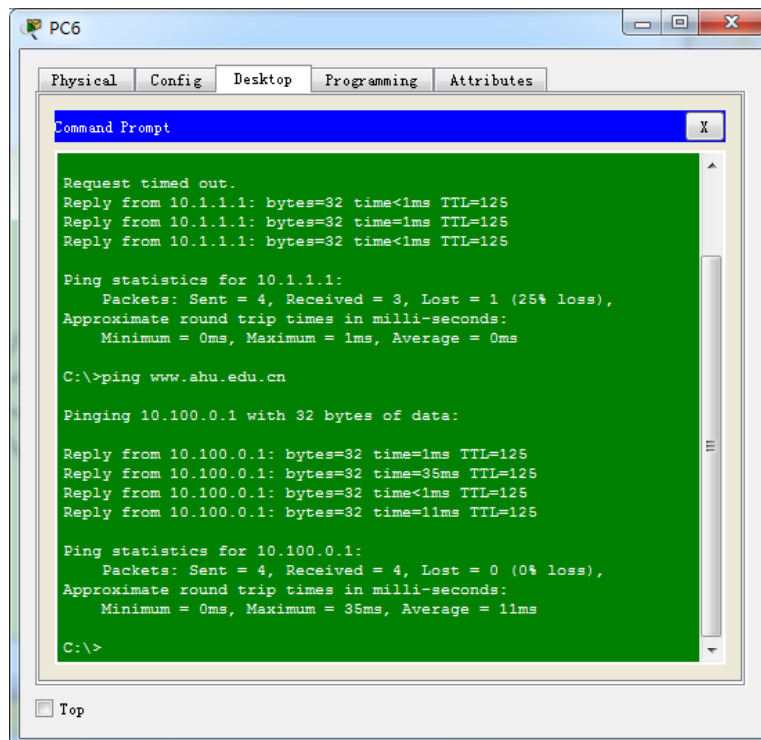 PC6
Physical Config Desktop Programming Attributes
Command Prompt X
Request timed out.
Reply from 10.1.1.1: bytes=32 time<1ms TTL=125
Reply from 10.1.1.1: bytes=32 time=1ms TTL=125
Reply from 10.1.1.1: bytes=32 time<1ms TTL=125
Ping statistics for 10.1.1.1:
Packets: Sent = 4, Received = 3, Lost = 1 (25% loss),
Approximate round trip times in milli-seconds:
Minimum = 0ms, Maximum = 1ms, Average = 0ms
C:\>ping www.ahu.edu.cn
Pinging 10.100.0.1 with 32 bytes of data:
Reply from 10.100.0.1: bytes=32 time=1ms TTL=125
Reply from 10.100.0.1: bytes=32 time=35ms TTL=125
Reply from 10.100.0.1: bytes=32 time<1ms TTL=125
Reply from 10.100.0.1: bytes=32 time=11ms TTL=125
Ping statistics for 10.100.0.1:
Packets: Sent = 4, Received = 4, Lost = 0 (0% loss),
Approximate round trip times in milli-seconds:
Minimum = 0ms, Maximum = 35ms, Average = 11ms
C:\>
Top